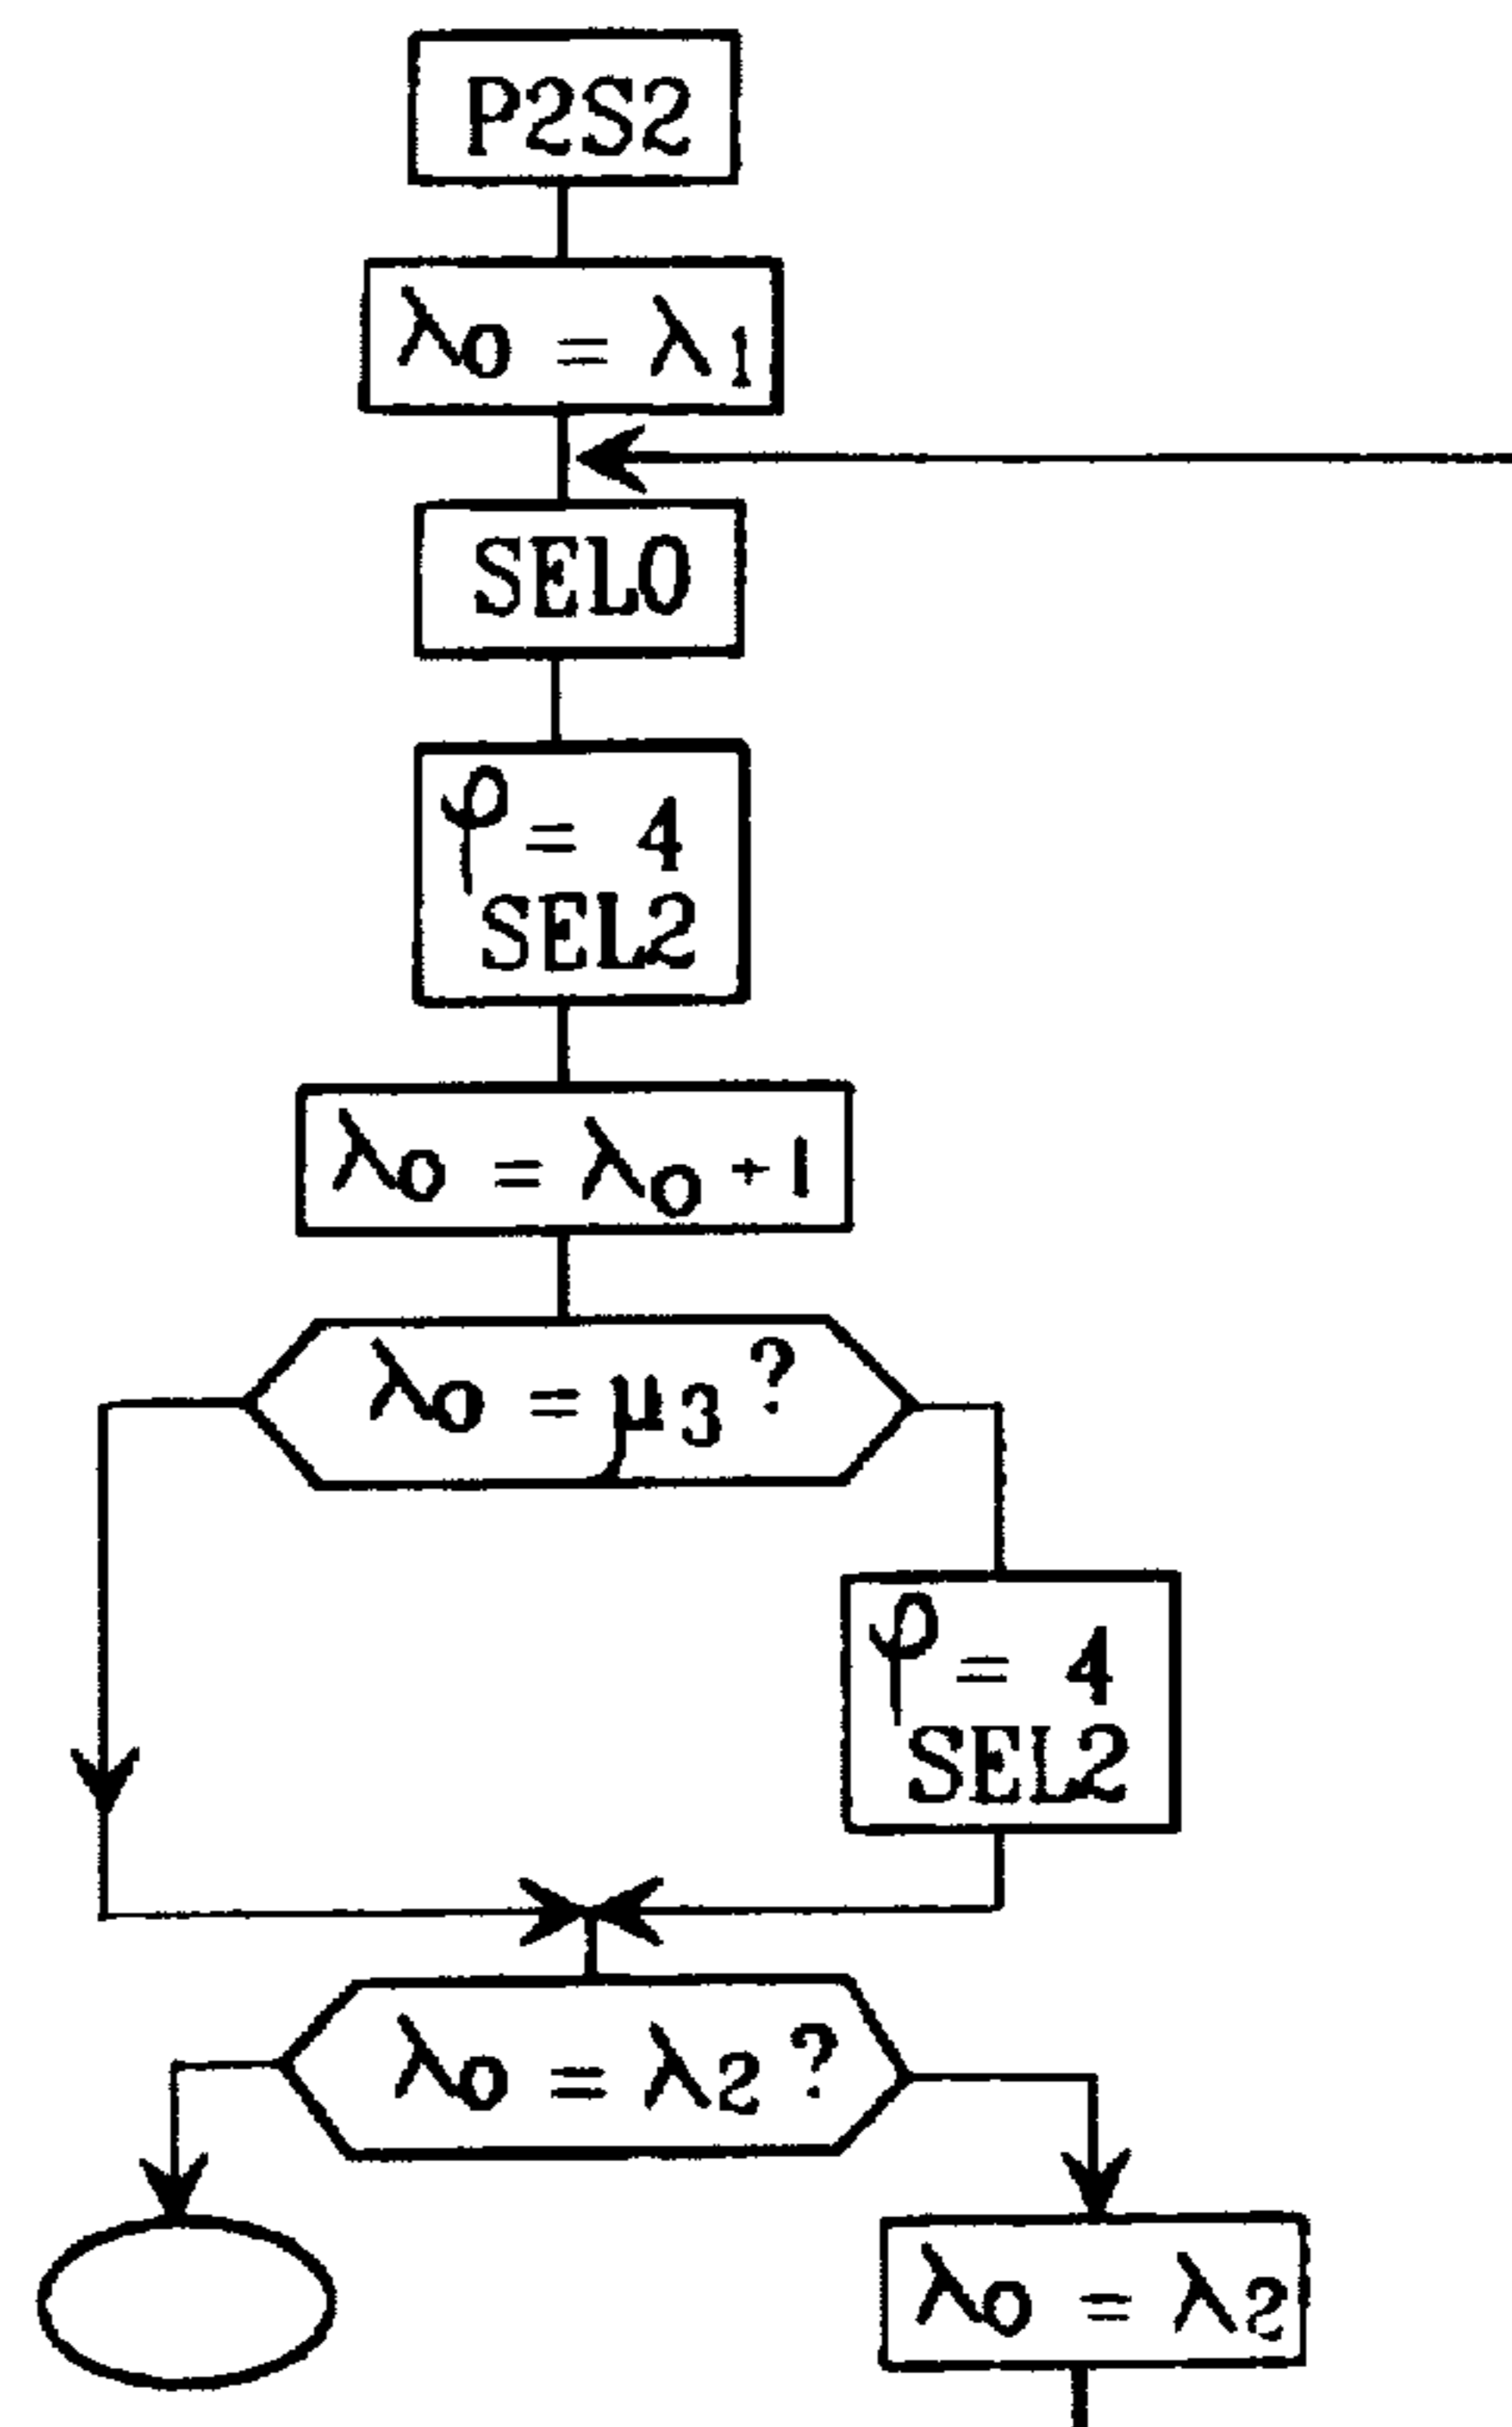 P2S2
λ0 = λ1
SEL0
φ = 4
SEL2
λ0 = λ0 + 1
λ0 = μ3 ?
φ = 4
SEL2
λ0 = λ2 ?
λ0 = λ2